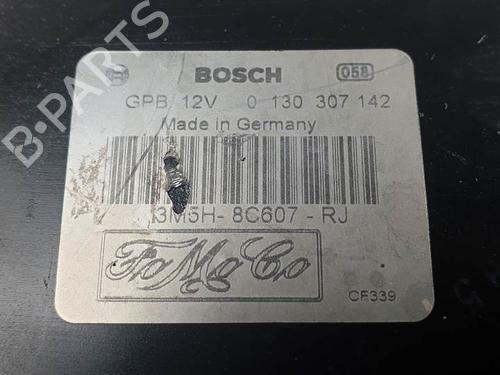 BOSCH 058
GPB 12V 0 130 307 142
Made in Germany
3M5H- 8C607 - RJ
FoMoCo
CF339
B-PARTS